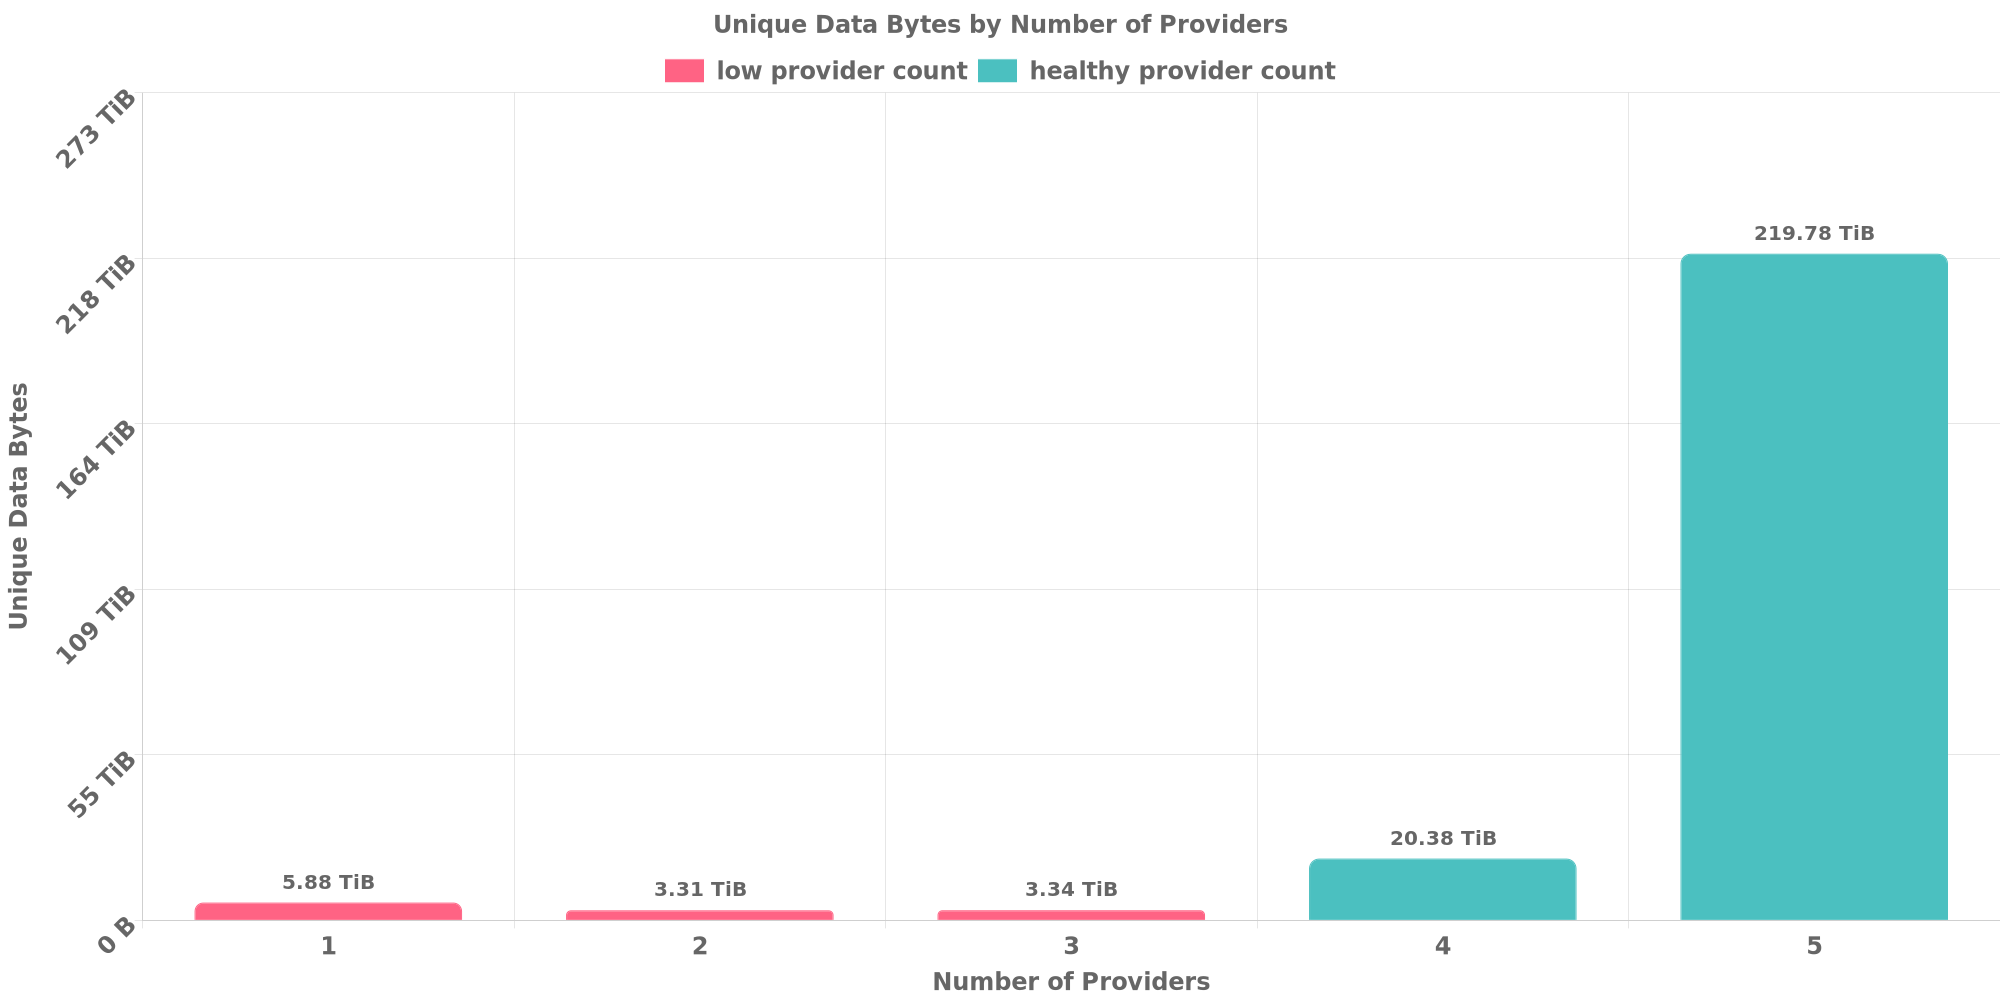 Unique Data Bytes by Number of Providers
low provider count
healthy provider count
273 TiB
218 TiB
164 TiB
109 TiB
55 TiB
0 B
Unique Data Bytes
5.88 TiB
3.31 TiB
3.34 TiB
20.38 TiB
219.78 TiB
1
2
3
4
5
Number of Providers